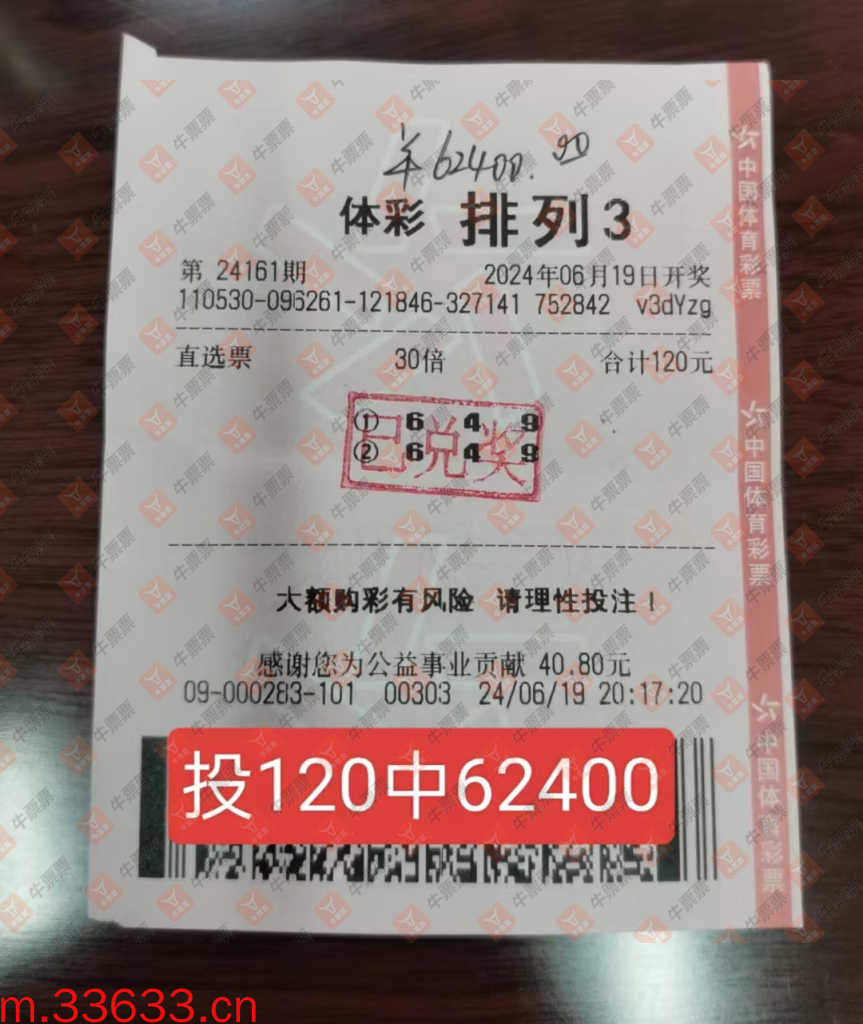 ¥62400.00
体彩 排列3
第 24161期 2024年06月19日开奖
110530-096261-121846-327141 752842 v3dYzg
直选票 30倍 合计120元
① 6 4 9
② 6 4 9
已兑奖
大额购彩有风险 请理性投注!
感谢您为公益事业贡献 40.80元
09-000283-101 00303 24/06/19 20:17:20
投120中62400
中国体育彩票
中国体育彩票
中国体育彩票
牛票票
m.33633.cn